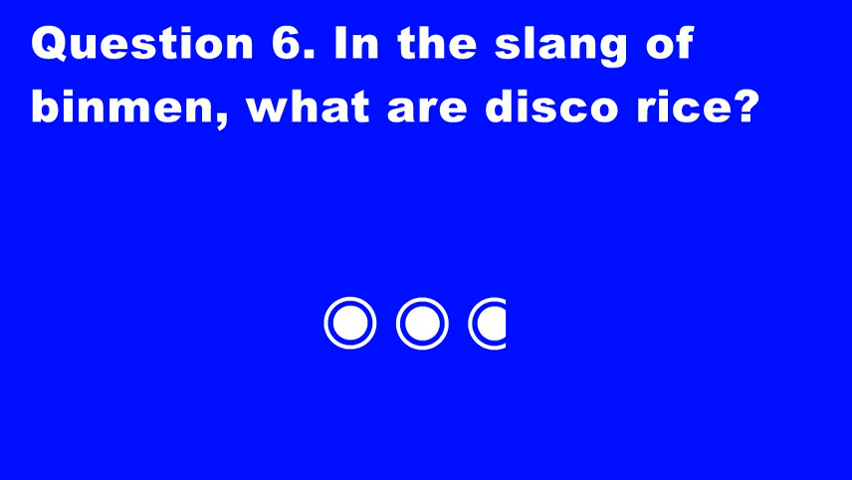 Question 6. In the slang of
binmen, what are disco rice?